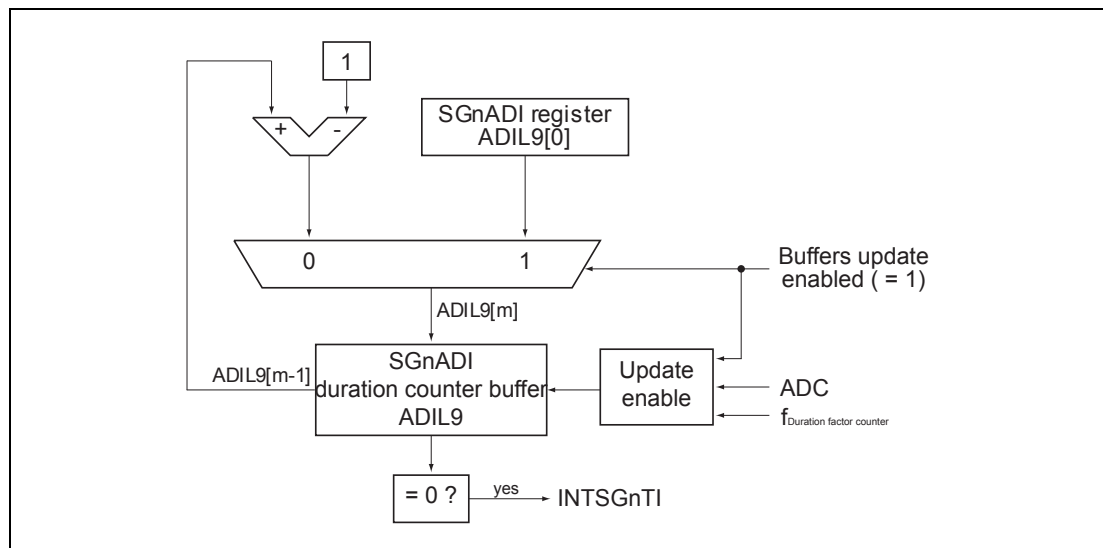 1
+ -
SGnADI register
ADIL9[0]
0 1
Buffers update
enabled ( = 1)
ADIL9[m]
SGnADI
duration counter buffer
ADIL9
ADIL9[m-1]
Update
enable
ADC
fDuration factor counter
= 0 ?
yes
INTSGnTI